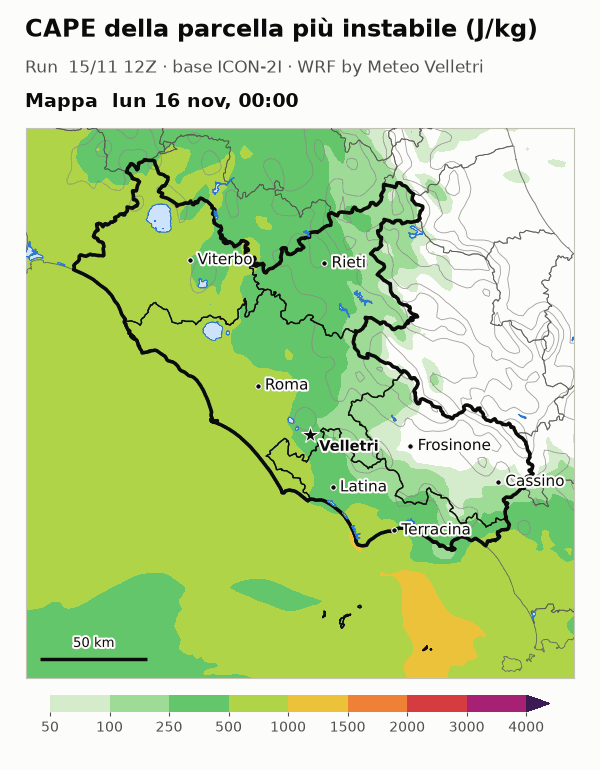 CAPE della parcella più instabile (J/kg)
Run  15/11 12Z · base ICON-2I · WRF by Meteo Velletri
Mappa  lun 16 nov, 00:00
Viterbo
Rieti
Roma
Velletri
Frosinone
Cassino
Latina
Terracina
50 km
50 100 250 500 1000 1500 2000 3000 4000